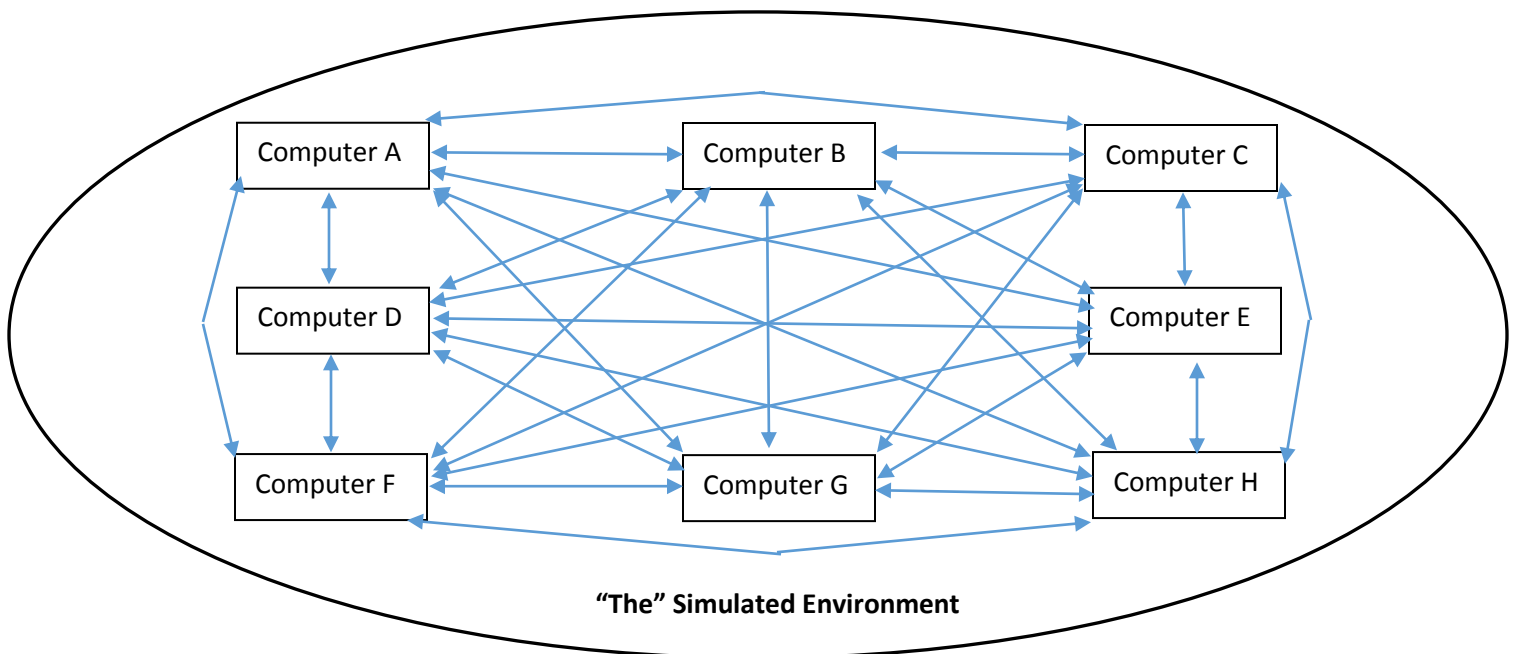 Computer A
Computer B
Computer C
Computer D
Computer E
Computer F
Computer G
Computer H
“The” Simulated Environment